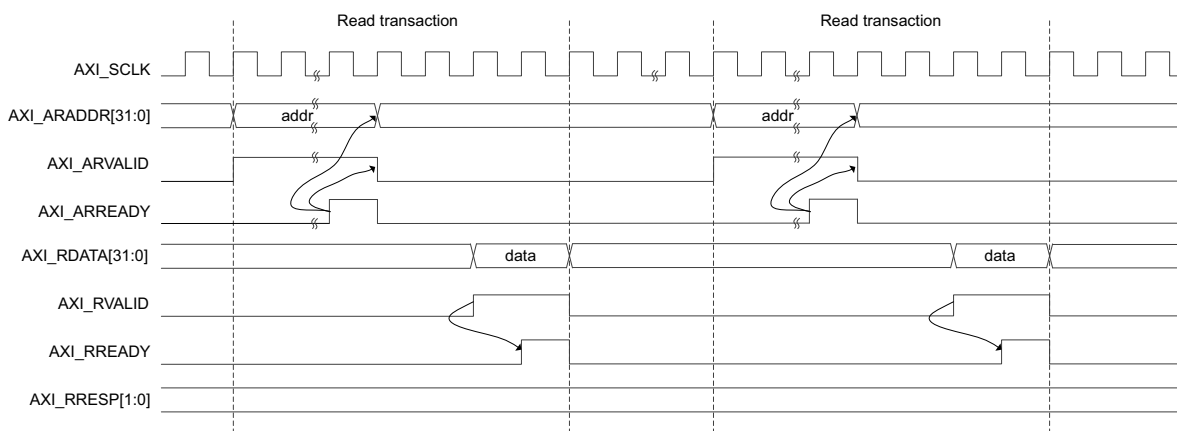 Read transaction Read transaction
AXI_SCLK
AXI_ARADDR[31:0] addr addr
AXI_ARVALID
AXI_ARREADY
AXI_RDATA[31:0] data data
AXI_RVALID
AXI_RREADY
AXI_RRESP[1:0]